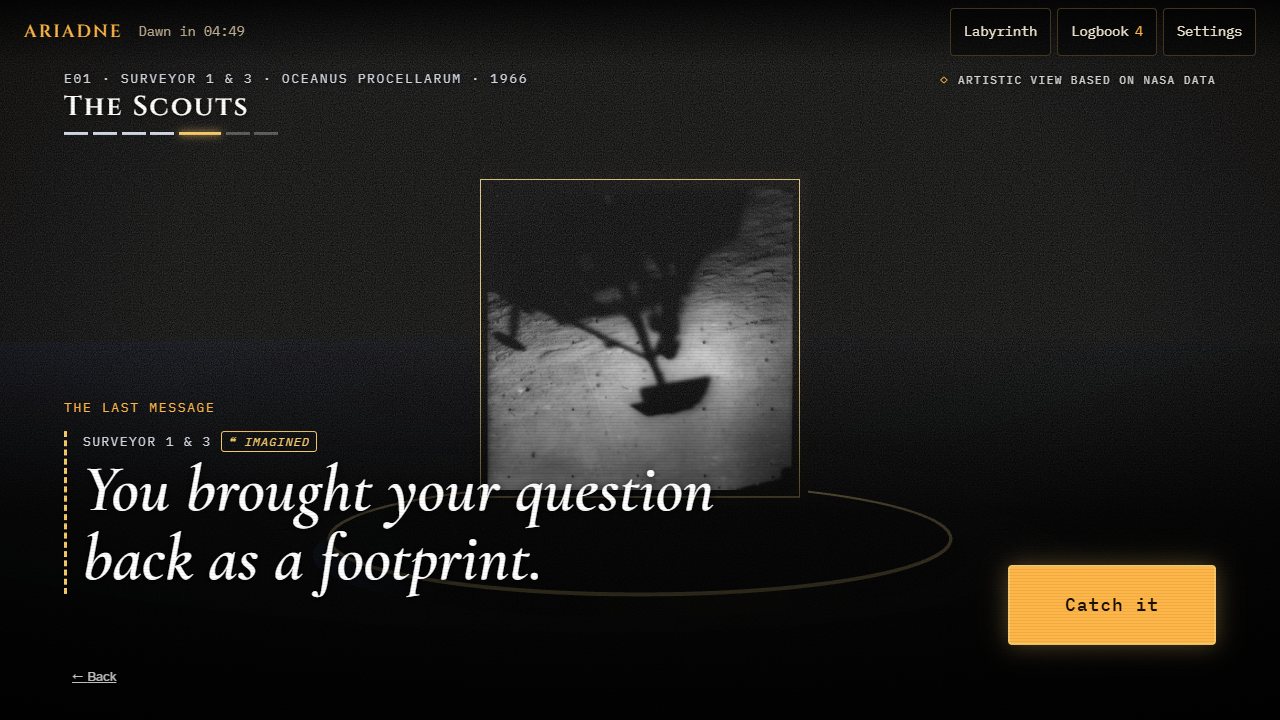 ARIADNE Dawn in 04:49 Labyrinth Logbook 4 Settings
E01 · SURVEYOR 1 & 3 · OCEANUS PROCELLARUM · 1966
◇ ARTISTIC VIEW BASED ON NASA DATA
The Scouts
THE LAST MESSAGE
SURVEYOR 1 & 3 ❝ IMAGINED
You brought your question
back as a footprint.
Catch it
← Back